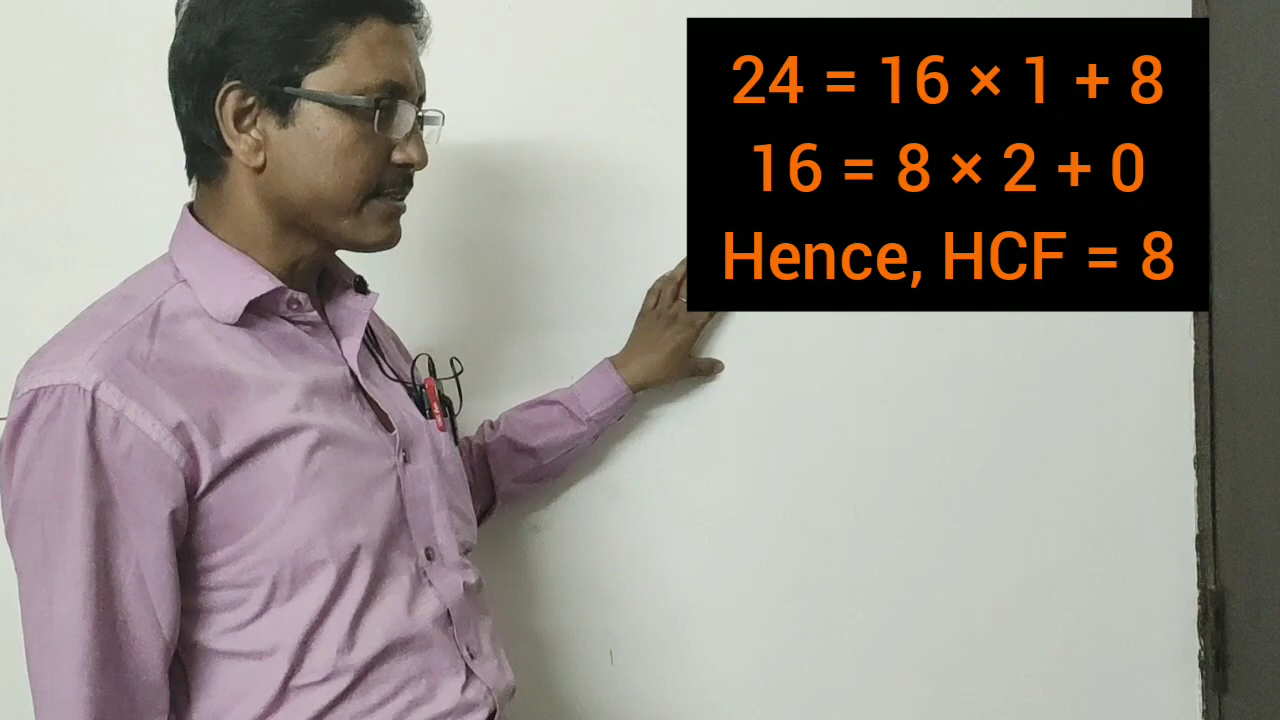 24 = 16 × 1 + 8
16 = 8 × 2 + 0
Hence, HCF = 8